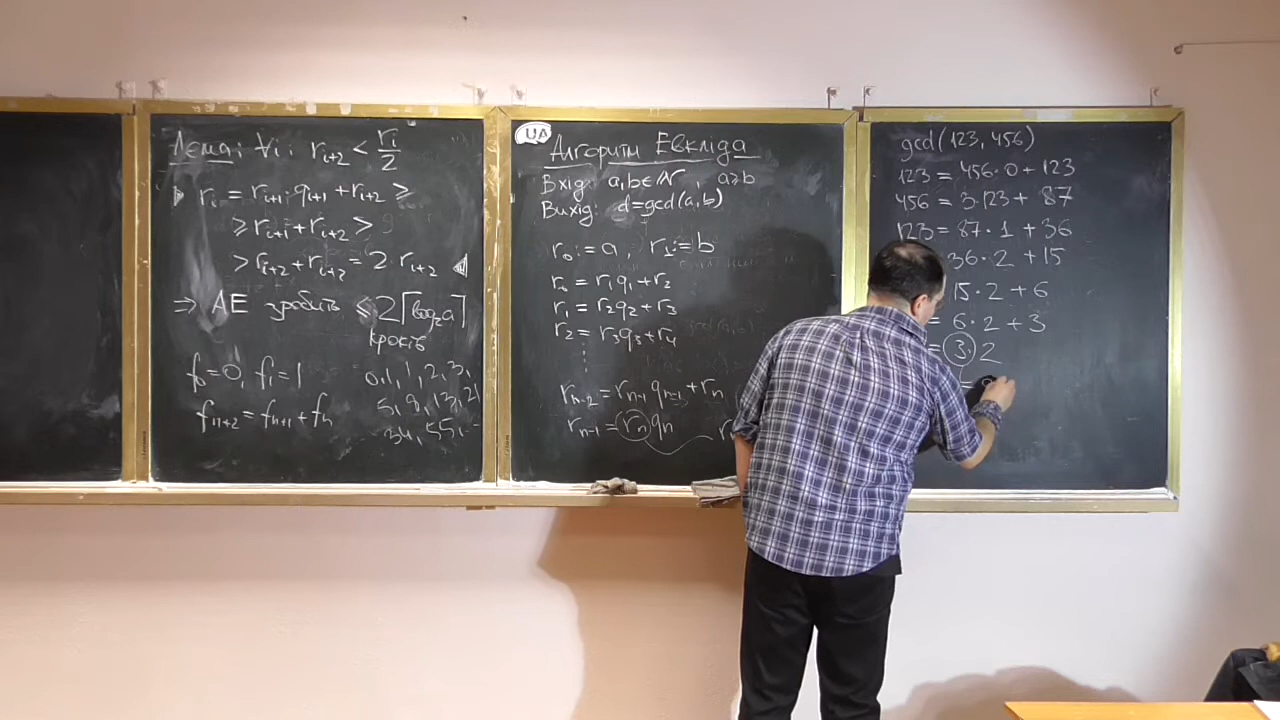 Лема: ∀i: r_{i+2} < r_i/2
r_i = r_{i+1}·q_{i+1} + r_{i+2} ≥
≥ r_{i+1} + r_{i+2} >
> r_{i+2} + r_{i+2} = 2·r_{i+2}
⇒ АЕ зробить ≤ 2⌈log₂a⌉
кроків
f₀=0, f₁=1
f_{n+2} = f_{n+1} + f_n
0, 1, 1, 2, 3,
5, 8, 13, 21
34, 55, ...
UA
Алгоритм Евкліда
Вхід: a,b∈ℕ, a≥b
Вихід: d=gcd(a,b)
r₀:=a, r₁:=b
r₀ = r₁q₁ + r₂
r₁ = r₂q₂ + r₃
r₂ = r₃q₃ + r₄
r_{n-2} = r_{n-1}q_{n-1} + r_n
r_{n-1} = r_n q_n
gcd(123, 456)
123 = 456·0 + 123
456 = 3·123 + 87
123 = 87·1 + 36
36·2 + 15
15·2 + 6
= 6·2 + 3
= 3·2